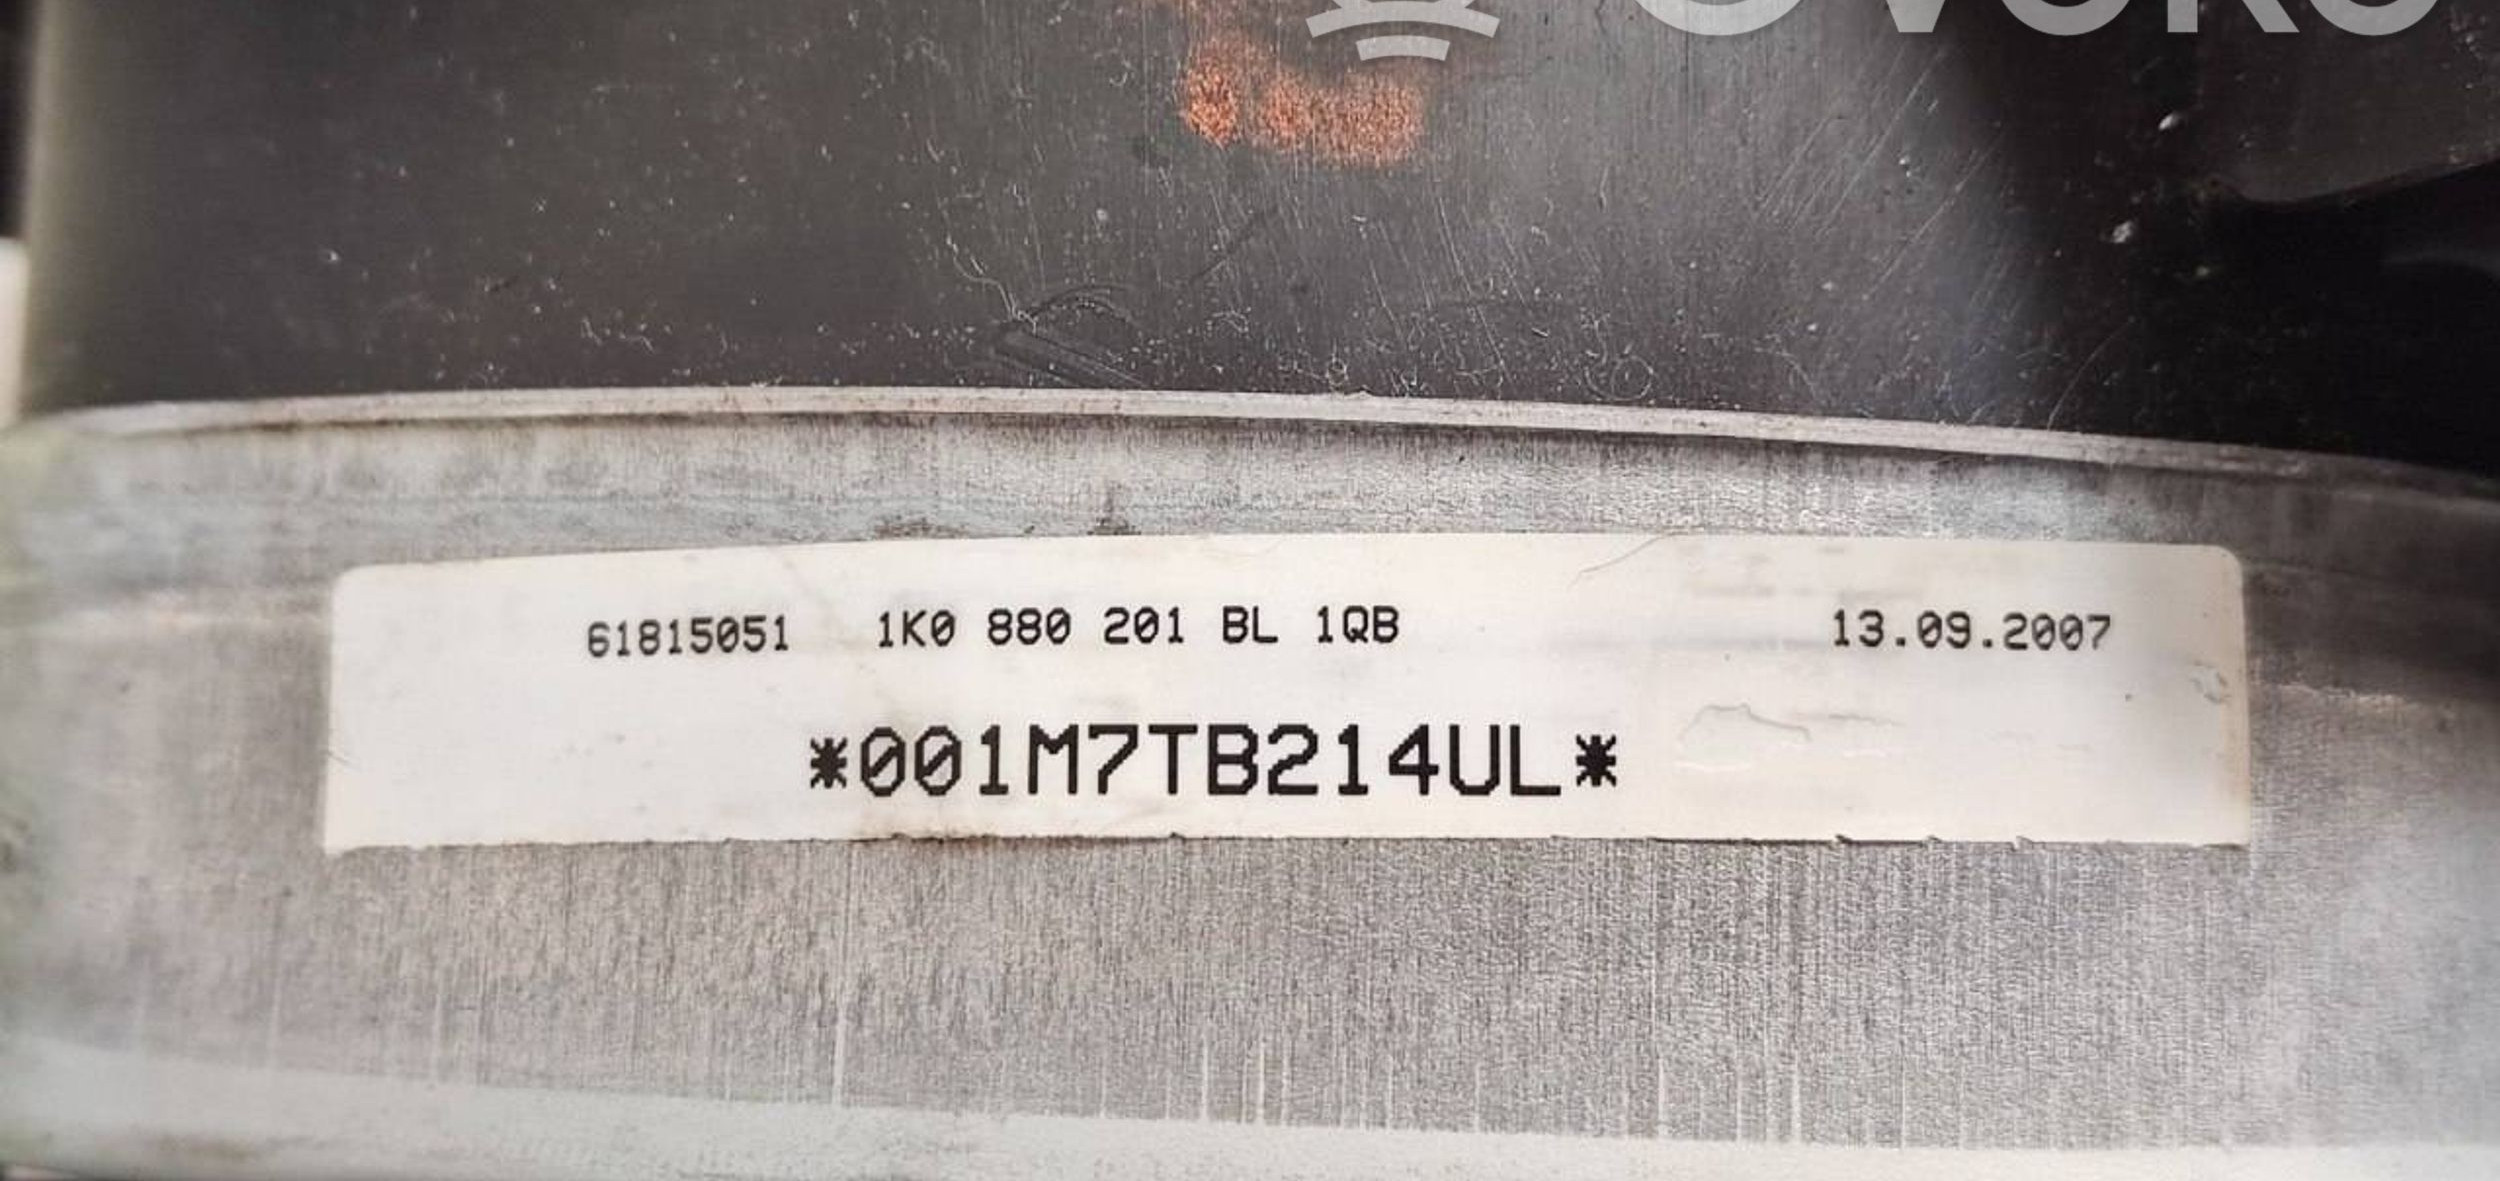 61815051 1K0 880 201 BL 1QB 13.09.2007
*001M7TB214UL*